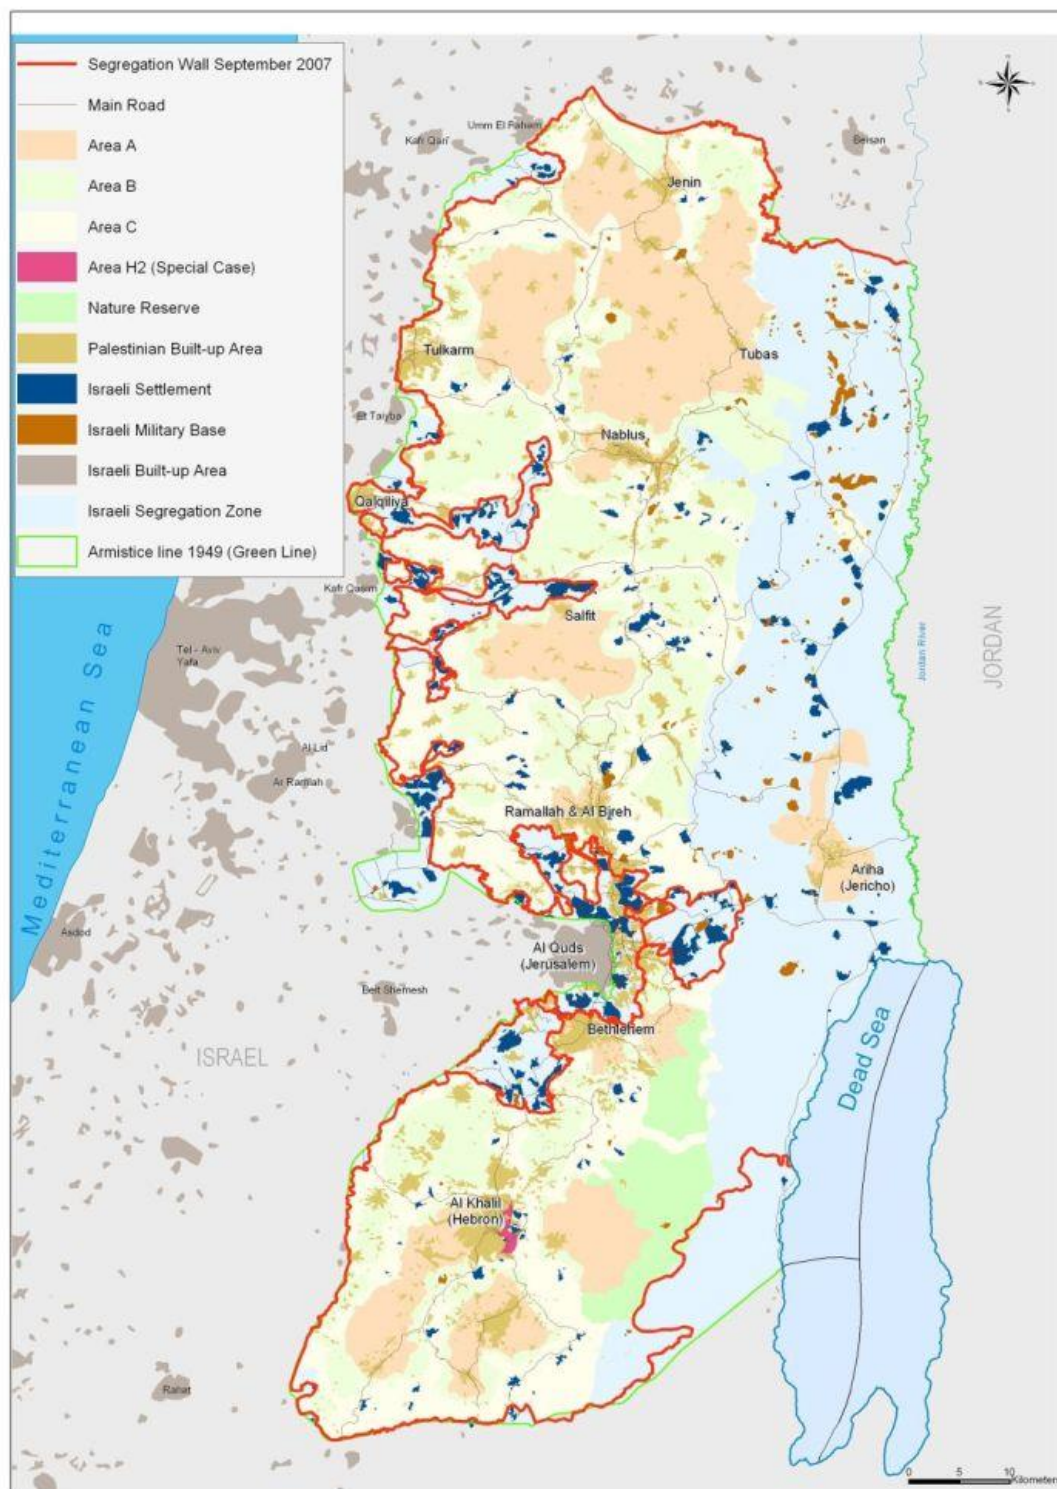 Segregation Wall September 2007
Main Road
Area A
Area B
Area C
Area H2 (Special Case)
Nature Reserve
Palestinian Built-up Area
Israeli Settlement
Israeli Military Base
Israeli Built-up Area
Israeli Segregation Zone
Armistice line 1949 (Green Line)
Umm El Fahem
Kafr Qari'
Beisan
Jenin
Tulkarm
Tubas
Et Taiyba
Nablus
Qalqiliya
Kafr Qasim
Salfit
Tel - Aviv
Yafa
Mediterranean Sea
Jordan River
JORDAN
Al Lid
Ar Ramlah
Ramallah & Al Bireh
Ariha
(Jericho)
Asdod
Al Quds
(Jerusalem)
Beit Shemesh
Bethlehem
ISRAEL
Dead Sea
Al Khalil
(Hebron)
Rahat
0 5 10
Kilometer